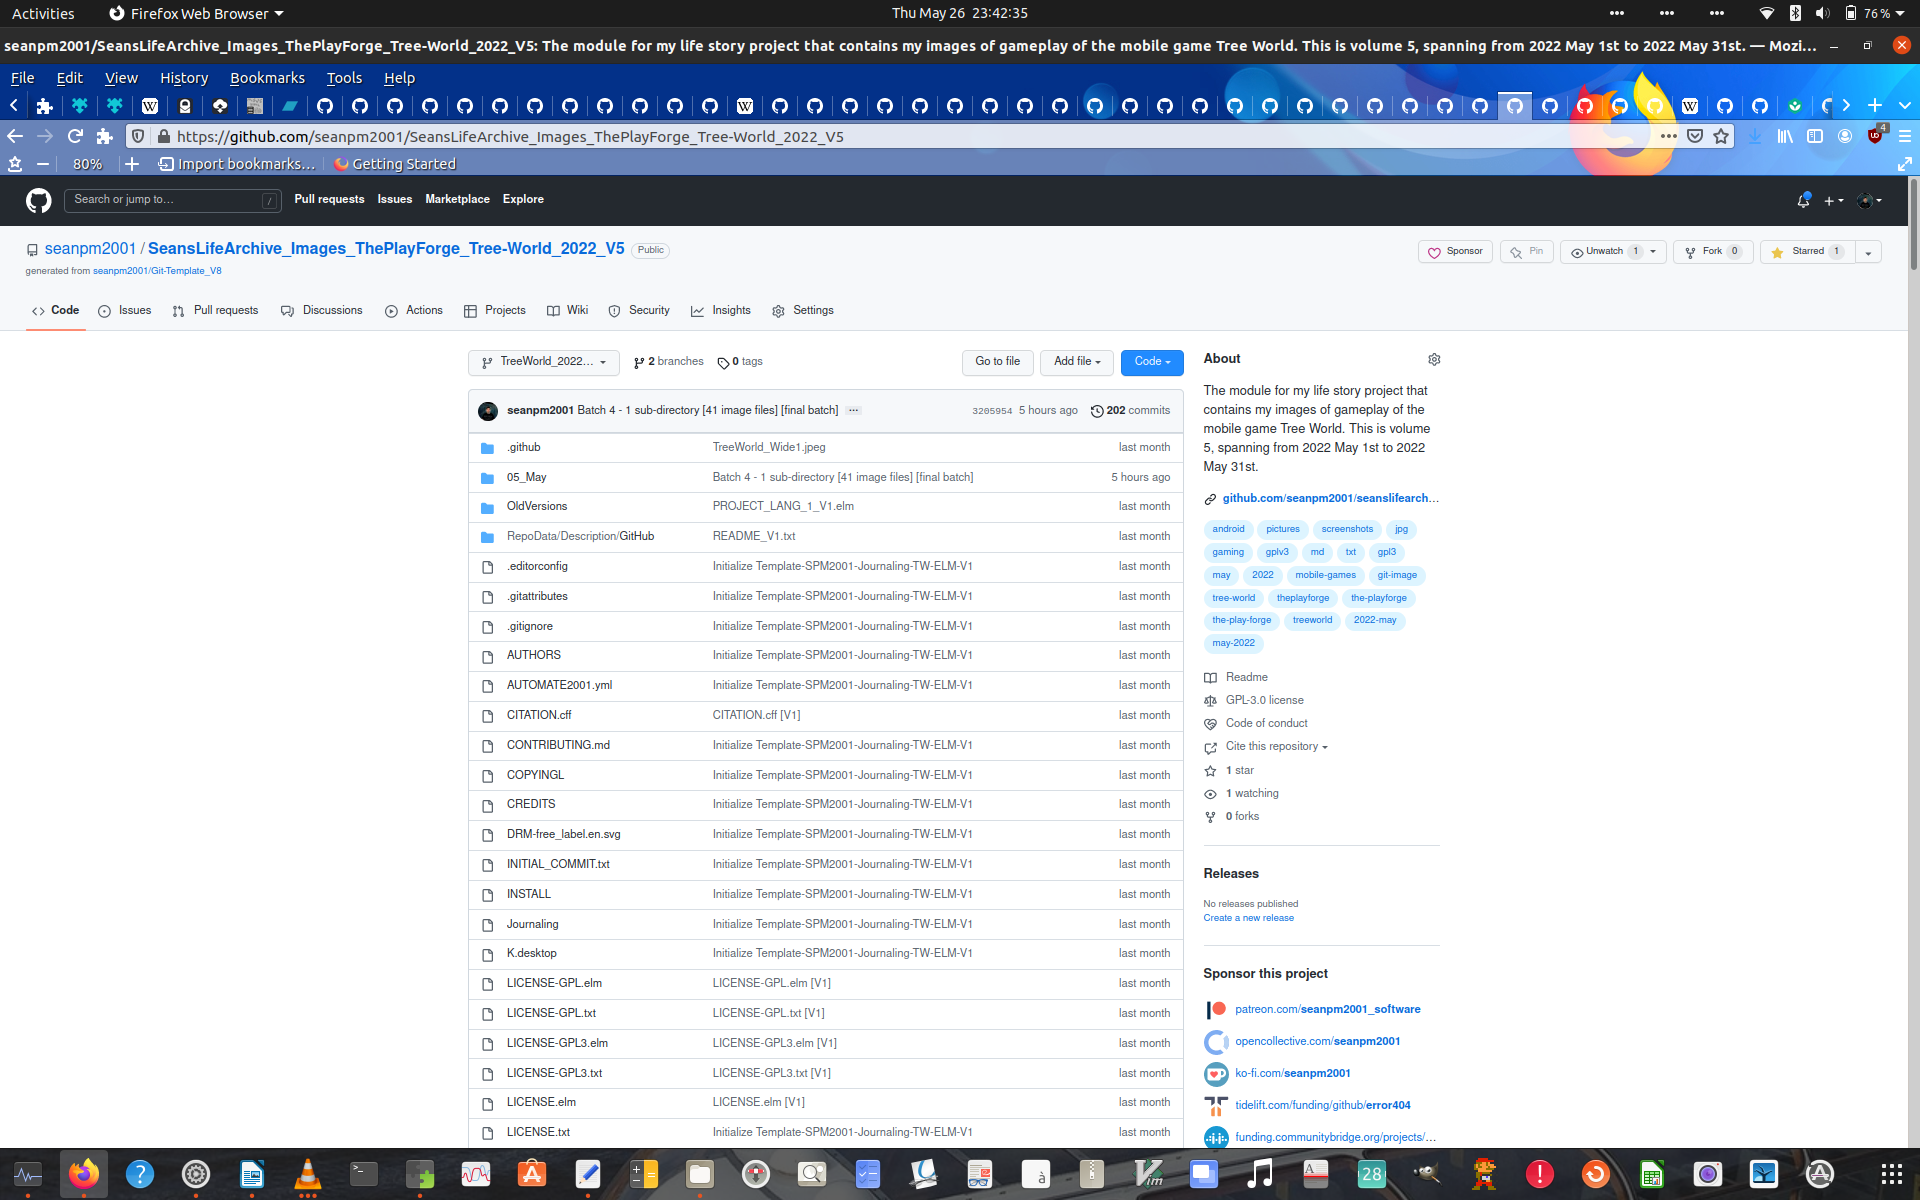 Activities Firefox Web Browser Thu May 26 23:42:35 76%
seanpm2001/SeansLifeArchive_Images_ThePlayForge_Tree-World_2022_V5: The module for my life story project that contains my images of gameplay of the mobile game Tree World. This is volume 5, spanning from 2022 May 1st to 2022 May 31st. — Mozi...
File Edit View History Bookmarks Tools Help
https://github.com/seanpm2001/SeansLifeArchive_Images_ThePlayForge_Tree-World_2022_V5 4
80% Import bookmarks... Getting Started
Search or jump to... / Pull requests Issues Marketplace Explore
seanpm2001 / SeansLifeArchive_Images_ThePlayForge_Tree-World_2022_V5 Public Sponsor Pin Unwatch 1 Fork 0 Starred 1
generated from seanpm2001/Git-Template_V8
Code Issues Pull requests Discussions Actions Projects Wiki Security Insights Settings
TreeWorld_2022... 2 branches 0 tags Go to file Add file Code
seanpm2001 Batch 4 - 1 sub-directory [41 image files] [final batch] ... 3205954 5 hours ago 202 commits
.github TreeWorld_Wide1.jpeg last month
05_May Batch 4 - 1 sub-directory [41 image files] [final batch] 5 hours ago
OldVersions PROJECT_LANG_1_V1.elm last month
RepoData/Description/GitHub README_V1.txt last month
.editorconfig Initialize Template-SPM2001-Journaling-TW-ELM-V1 last month
.gitattributes Initialize Template-SPM2001-Journaling-TW-ELM-V1 last month
.gitignore Initialize Template-SPM2001-Journaling-TW-ELM-V1 last month
AUTHORS Initialize Template-SPM2001-Journaling-TW-ELM-V1 last month
AUTOMATE2001.yml Initialize Template-SPM2001-Journaling-TW-ELM-V1 last month
CITATION.cff CITATION.cff [V1] last month
CONTRIBUTING.md Initialize Template-SPM2001-Journaling-TW-ELM-V1 last month
COPYINGL Initialize Template-SPM2001-Journaling-TW-ELM-V1 last month
CREDITS Initialize Template-SPM2001-Journaling-TW-ELM-V1 last month
DRM-free_label.en.svg Initialize Template-SPM2001-Journaling-TW-ELM-V1 last month
INITIAL_COMMIT.txt Initialize Template-SPM2001-Journaling-TW-ELM-V1 last month
INSTALL Initialize Template-SPM2001-Journaling-TW-ELM-V1 last month
Journaling Initialize Template-SPM2001-Journaling-TW-ELM-V1 last month
K.desktop Initialize Template-SPM2001-Journaling-TW-ELM-V1 last month
LICENSE-GPL.elm LICENSE-GPL.elm [V1] last month
LICENSE-GPL.txt LICENSE-GPL.txt [V1] last month
LICENSE-GPL3.elm LICENSE-GPL3.elm [V1] last month
LICENSE-GPL3.txt LICENSE-GPL3.txt [V1] last month
LICENSE.elm LICENSE.elm [V1] last month
LICENSE.txt Initialize Template-SPM2001-Journaling-TW-ELM-V1 last month
About
The module for my life story project that
contains my images of gameplay of the
mobile game Tree World. This is volume
5, spanning from 2022 May 1st to 2022
May 31st.
github.com/seanpm2001/seanslifearch...
android pictures screenshots jpg
gaming gplv3 md txt gpl3
may 2022 mobile-games git-image
tree-world theplayforge the-playforge
the-play-forge treeworld 2022-may
may-2022
Readme
GPL-3.0 license
Code of conduct
Cite this repository
1 star
1 watching
0 forks
Releases
No releases published
Create a new release
Sponsor this project
patreon.com/seanpm2001_software
opencollective.com/seanpm2001
ko-fi.com/seanpm2001
tidelift.com/funding/github/error404
funding.communitybridge.org/projects/...
28